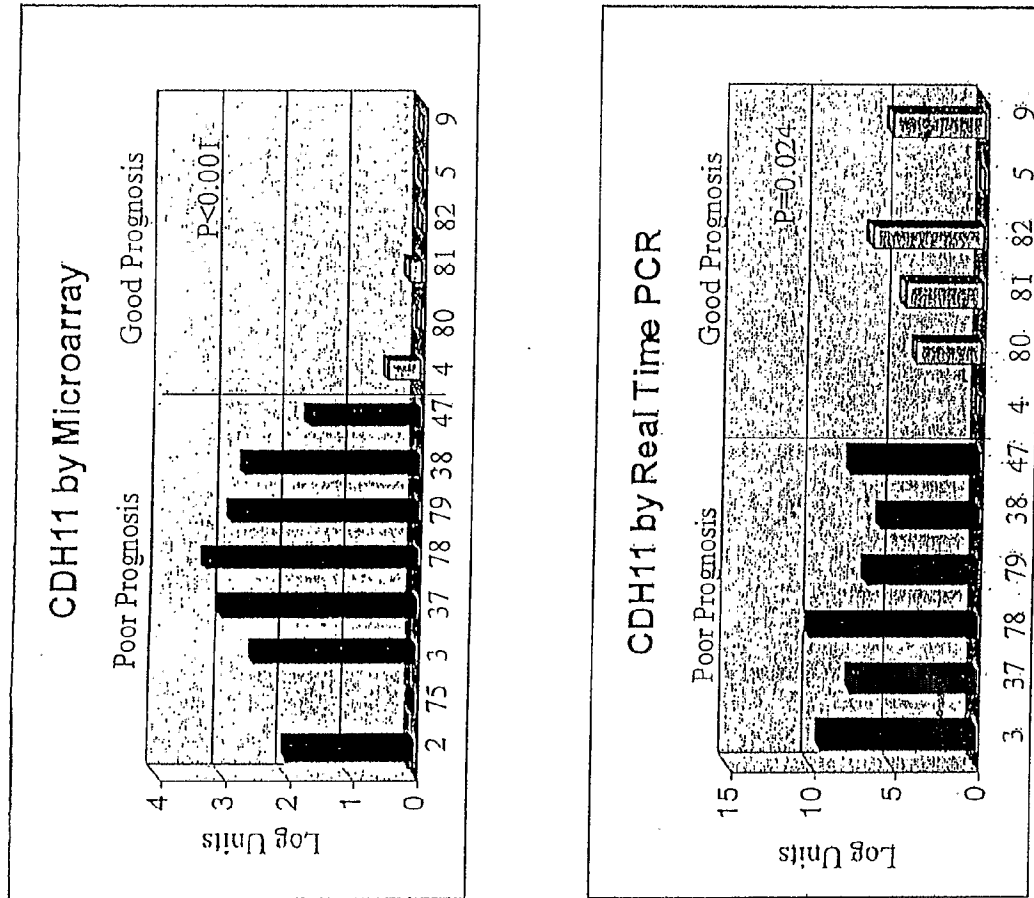 CDH11 by Microarray
Poor Prognosis Good Prognosis
P<0.001
4
3
2
1
0
Log Units
2 75 3 37 78 79 38 47 4 80 81 82 5 9
CDH11 by Real Time PCR
Poor Prognosis Good Prognosis
P=0.024
15
10
5
0
Log Units
3 37 78 79 38 47 4 80 81 82 5 9